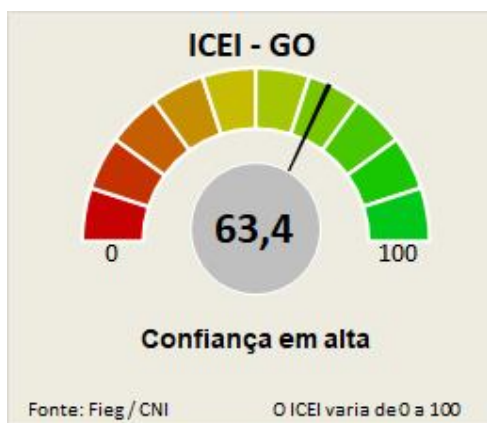 ICEI - GO
63,4
0
100
Confiança em alta
Fonte: Fieg / CNI
O ICEI varia de 0 a 100